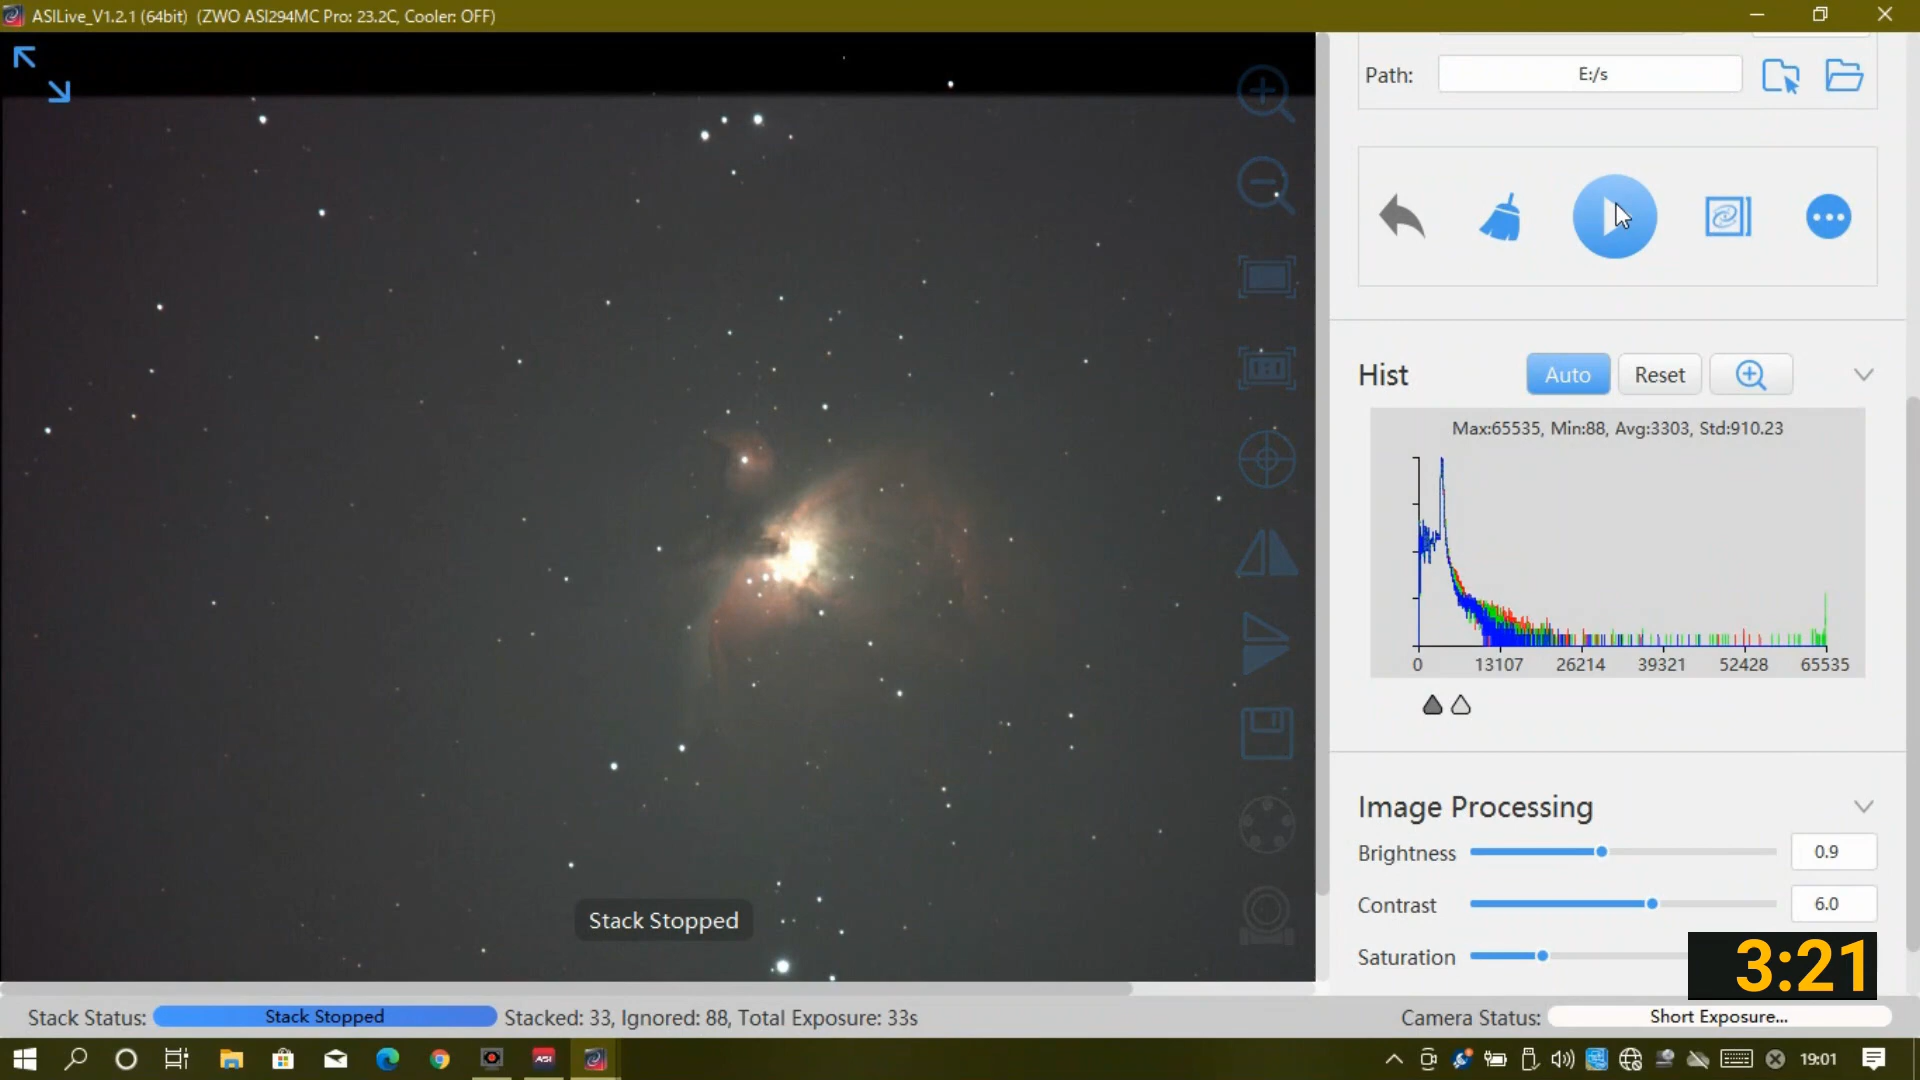 ASILive_V1.2.1 (64bit)  (ZWO ASI294MC Pro: 23.2C, Cooler: OFF)
Path: E:/s
Hist Auto Reset
Max:65535, Min:88, Avg:3303, Std:910.23
0 13107 26214 39321 52428 65535
Image Processing
Brightness 0.9
Contrast 6.0
Saturation
3:21
1:1
Stack Stopped
Stack Status: Stack Stopped Stacked: 33, Ignored: 88, Total Exposure: 33s
Camera Status: Short Exposure...
ASI
19:01